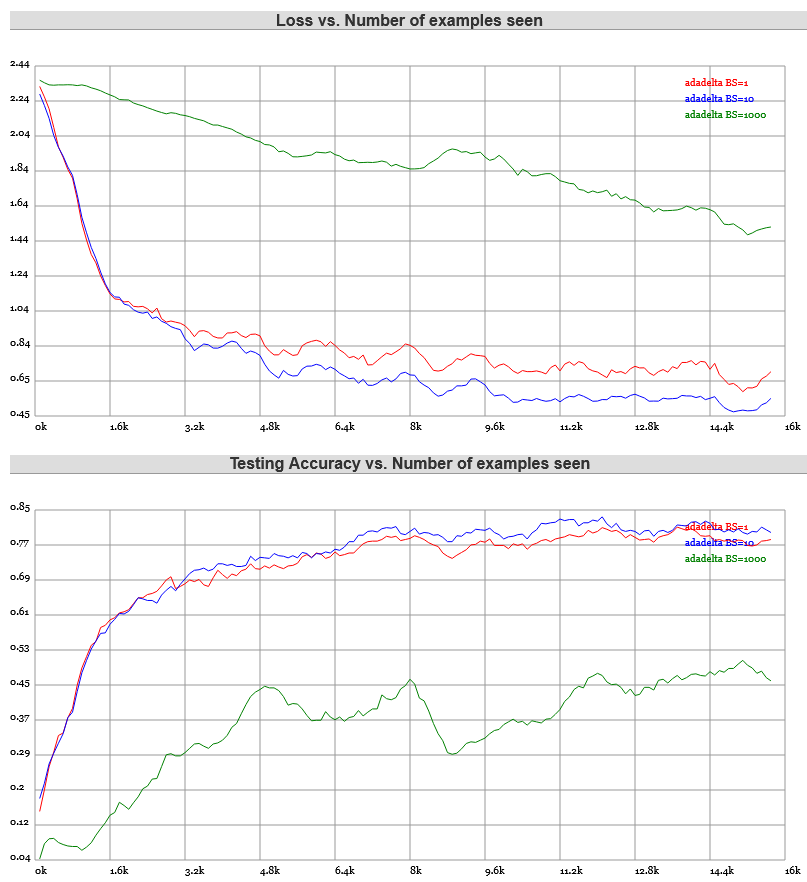 Loss vs. Number of examples seen
2.44
2.24
2.04
1.84
1.64
1.44
1.24
1.04
0.84
0.65
0.45
adadelta BS=1
adadelta BS=10
adadelta BS=1000
0k 1.6k 3.2k 4.8k 6.4k 8k 9.6k 11.2k 12.8k 14.4k 16k
Testing Accuracy vs. Number of examples seen
0.85
0.77
0.69
0.61
0.53
0.45
0.37
0.29
0.2
0.12
0.04
adadelta BS=1
adadelta BS=10
adadelta BS=1000
0k 1.6k 3.2k 4.8k 6.4k 8k 9.6k 11.2k 12.8k 14.4k 16k